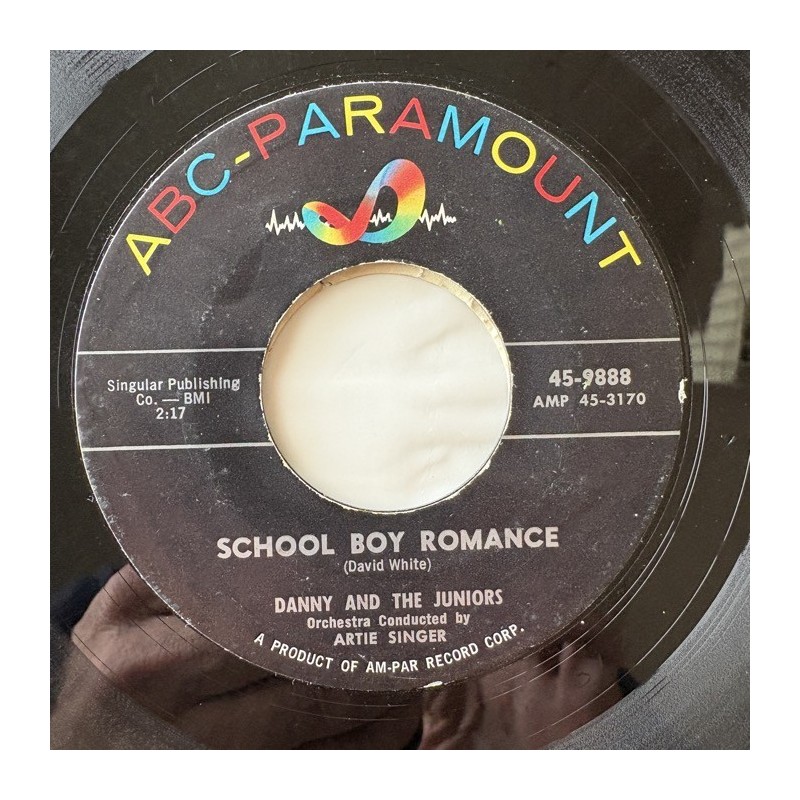 ABC-PARAMOUNT
Singular Publishing
Co. — BMI
2:17
45-9888
AMP 45-3170
SCHOOL BOY ROMANCE
(David White)
DANNY AND THE JUNIORS
Orchestra Conducted by
ARTIE SINGER
A PRODUCT OF AM-PAR RECORD CORP.